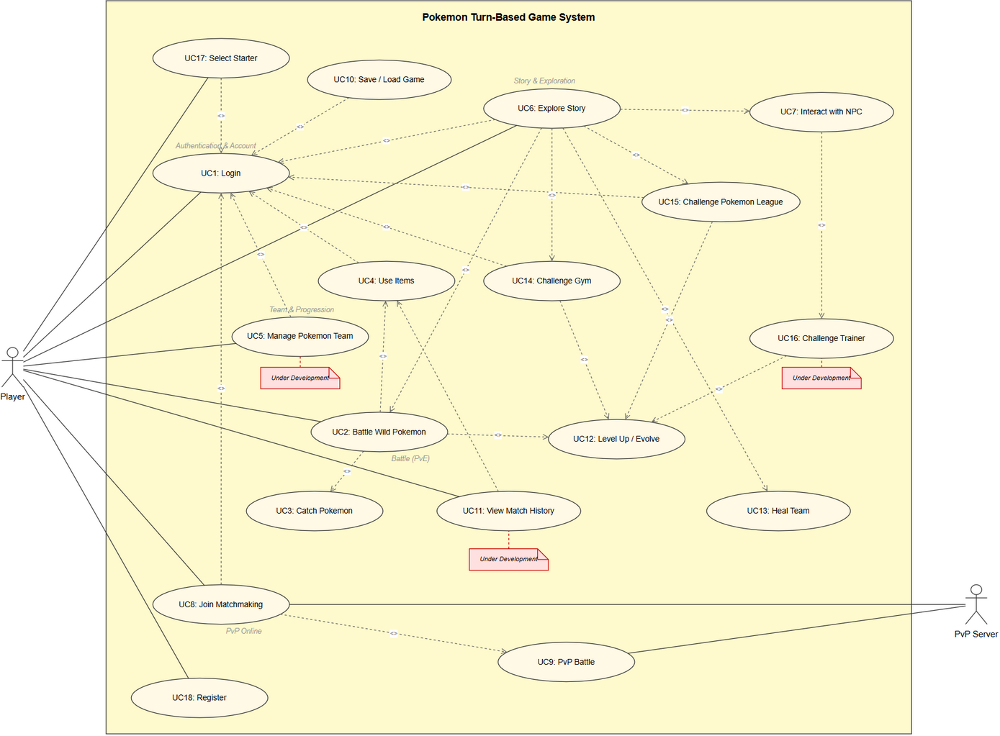 Pokemon Turn-Based Game System
UC17: Select Starter
UC10: Save / Load Game
Story & Exploration
UC6: Explore Story
<>
UC7: Interact with NPC
<>
<>
<>
Authentication & Account
<>
UC1: Login
<>
<>
<>
UC15: Challenge Pokemon League
<>
<>
<>
<>
<>
UC4: Use Items
UC14: Challenge Gym
Team & Progression
<>
<>
UC5: Manage Pokemon Team
UC16: Challenge Trainer
<>
<>
Under Development
Under Development
Player
<>
<>
UC2: Battle Wild Pokemon
<>
UC12: Level Up / Evolve
Battle (PvE)
<>
UC3: Catch Pokemon
UC11: View Match History
UC13: Heal Team
Under Development
UC8: Join Matchmaking
PvP Online
<>
PvP Server
UC9: PvP Battle
UC18: Register